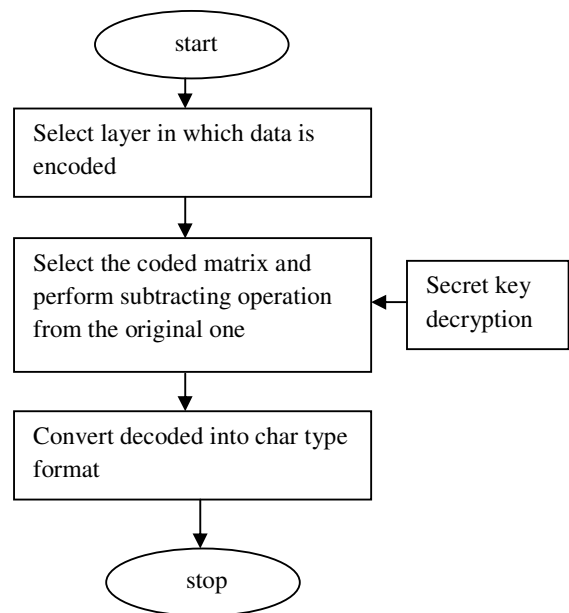 start
Select layer in which data is
encoded
Select the coded matrix and
perform subtracting operation
from the original one
Secret key
decryption
Convert decoded into char type
format
stop